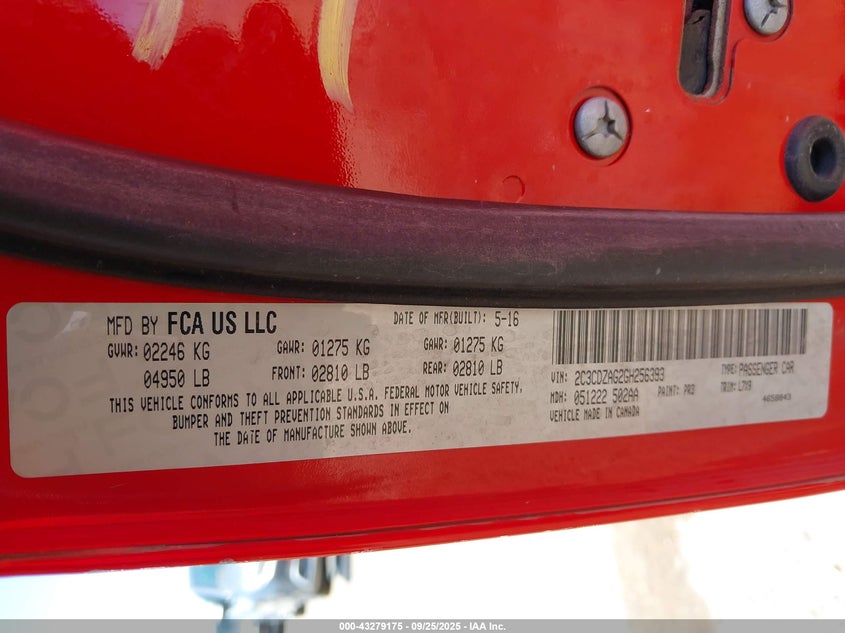 MFD BY FCA US LLC
DATE OF MFR(BUILT): 5-16
GVWR: 02246 KG GAWR: 01275 KG GAWR: 01275 KG
04950 LB FRONT: 02810 LB REAR: 02810 LB
THIS VEHICLE CONFORMS TO ALL APPLICABLE U.S.A. FEDERAL MOTOR VEHICLE SAFETY,
BUMPER AND THEFT PREVENTION STANDARDS IN EFFECT ON
THE DATE OF MANUFACTURE SHOWN ABOVE.
VIN: 2C3CDZAG2GH256393 TYPE: PASSENGER CAR
MDH: 051222 502AA PAINT: PR3 TRIM: L7X9
VEHICLE MADE IN CANADA
000-43279175 - 09/25/2025 - IAA Inc.